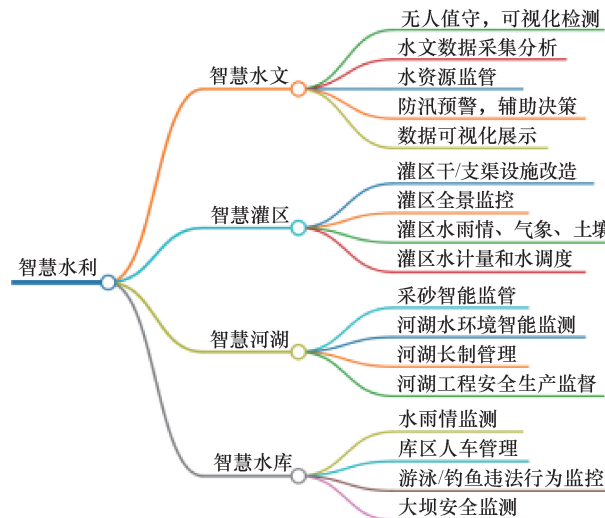 智慧水利
智慧水文
无人值守，可视化检测
水文数据采集分析
水资源监管
防汛预警，辅助决策
数据可视化展示
智慧灌区
灌区干/支渠设施改造
灌区全景监控
灌区水雨情、气象、土壤
灌区水计量和水调度
智慧河湖
采砂智能监管
河湖水环境智能监测
河湖长制管理
河湖工程安全生产监督
智慧水库
水雨情监测
库区人车管理
游泳/钓鱼违法行为监控
大坝安全监测